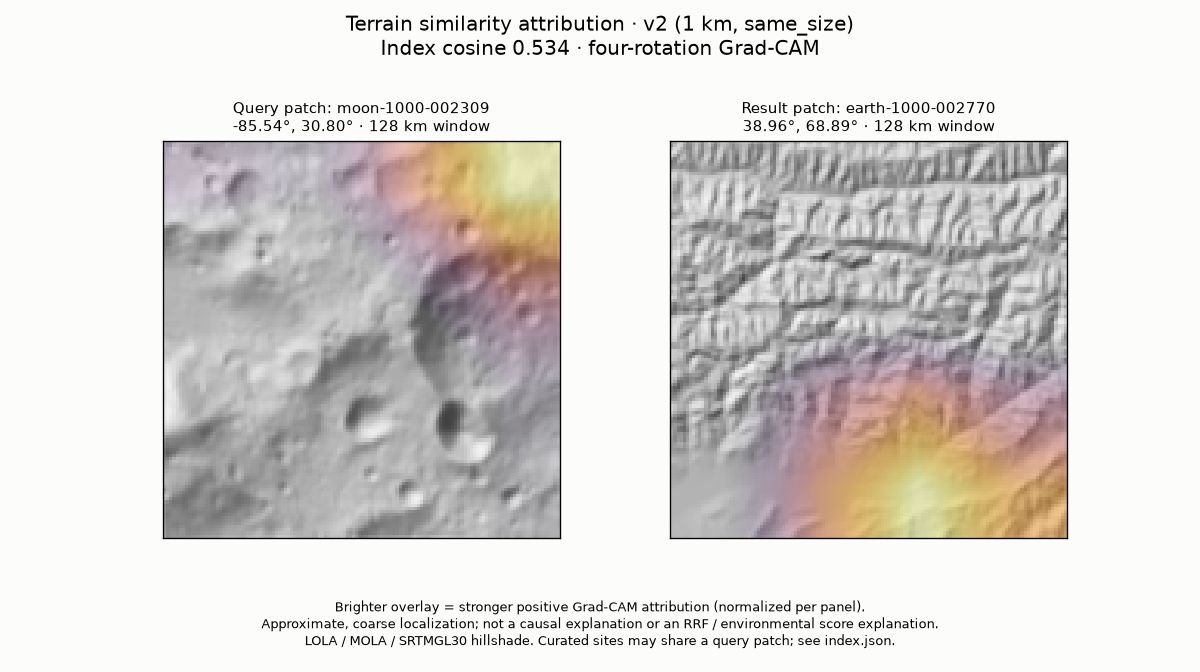 Terrain similarity attribution · v2 (1 km, same_size)
Index cosine 0.534 · four-rotation Grad-CAM
Query patch: moon-1000-002309
-85.54°, 30.80° · 128 km window
Result patch: earth-1000-002770
38.96°, 68.89° · 128 km window
Brighter overlay = stronger positive Grad-CAM attribution (normalized per panel).
Approximate, coarse localization; not a causal explanation or an RRF / environmental score explanation.
LOLA / MOLA / SRTMGL30 hillshade. Curated sites may share a query patch; see index.json.